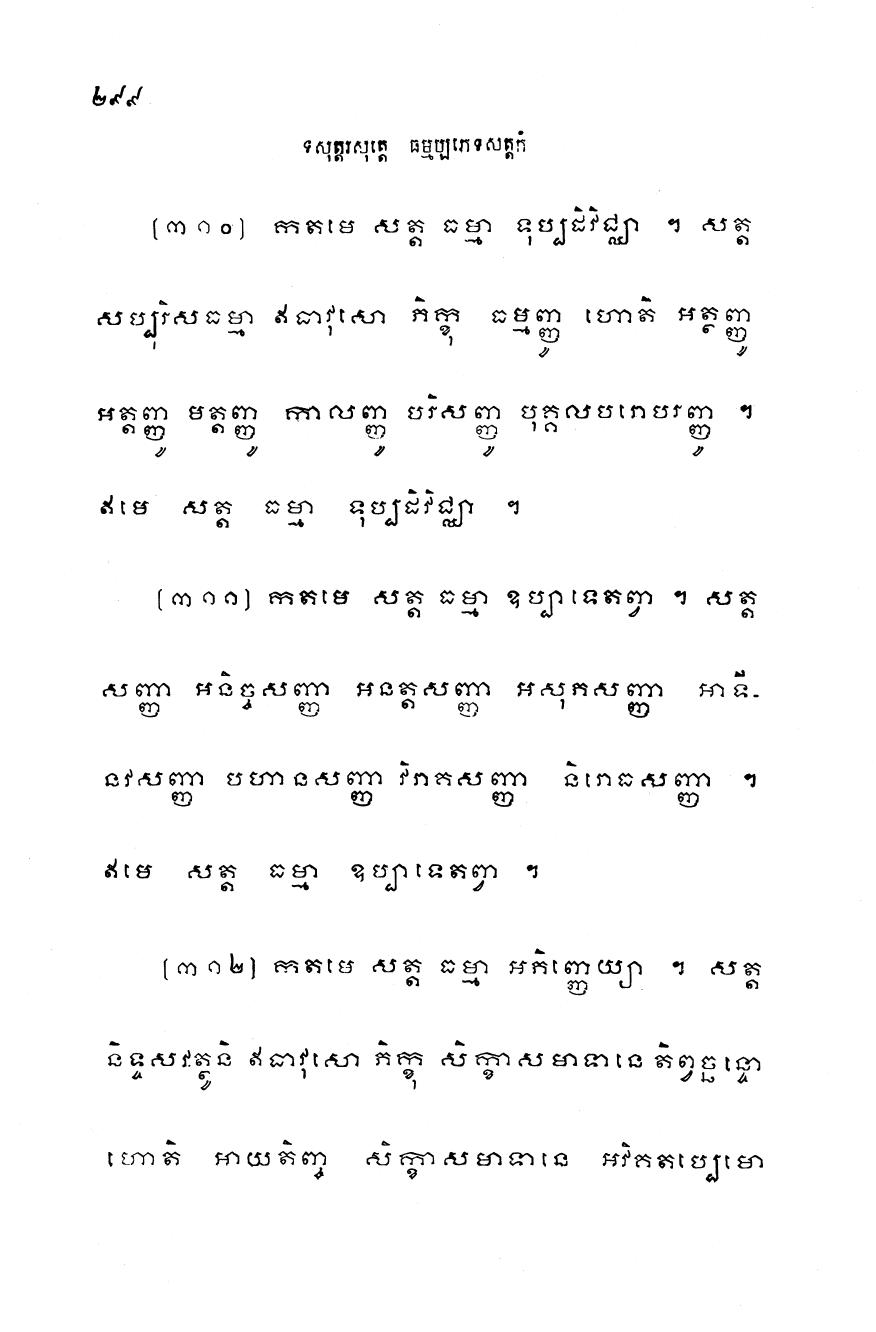 ២៩៩
ទសុត្តរសុត្តេ ធម្មប្បភេទសត្តកំ
(៣១០) កតមេ សត្ត ធម្មា ទុប្បដិវិជ្ឈា ។ សត្ត
សប្បុរិសធម្មា ឥធាវុសោ ភិក្ខុ ធម្មញ្ញូ ហោតិ អត្ថញ្ញូ
អត្តញ្ញូ មត្តញ្ញូ កាលញ្ញូ បរិសញ្ញូ បុគ្គលបរោបរញ្ញូ ។
ឥមេ សត្ត ធម្មា ទុប្បដិវិជ្ឈា ។
(៣១១) កតមេ សត្ត ធម្មា ឧប្បាទេតព្វា ។ សត្ត
សញ្ញា អនិច្ចសញ្ញា អនត្តសញ្ញា អសុភសញ្ញា អាទី-
នវសញ្ញា បហានសញ្ញា វិរាគសញ្ញា និរោធសញ្ញា ។
ឥមេ សត្ត ធម្មា ឧប្បាទេតព្វា ។
(៣១២) កតមេ សត្ត ធម្មា អភិញ្ញេយ្យា ។ សត្ត
និទ្ទសវត្ថូនិ ឥធាវុសោ ភិក្ខុ សិក្ខាសមាទានេ តិព្វច្ឆន្ទោ
ហោតិ អាយតិញ្ច សិក្ខាសមាទានេ អវិគតប្បេមោ